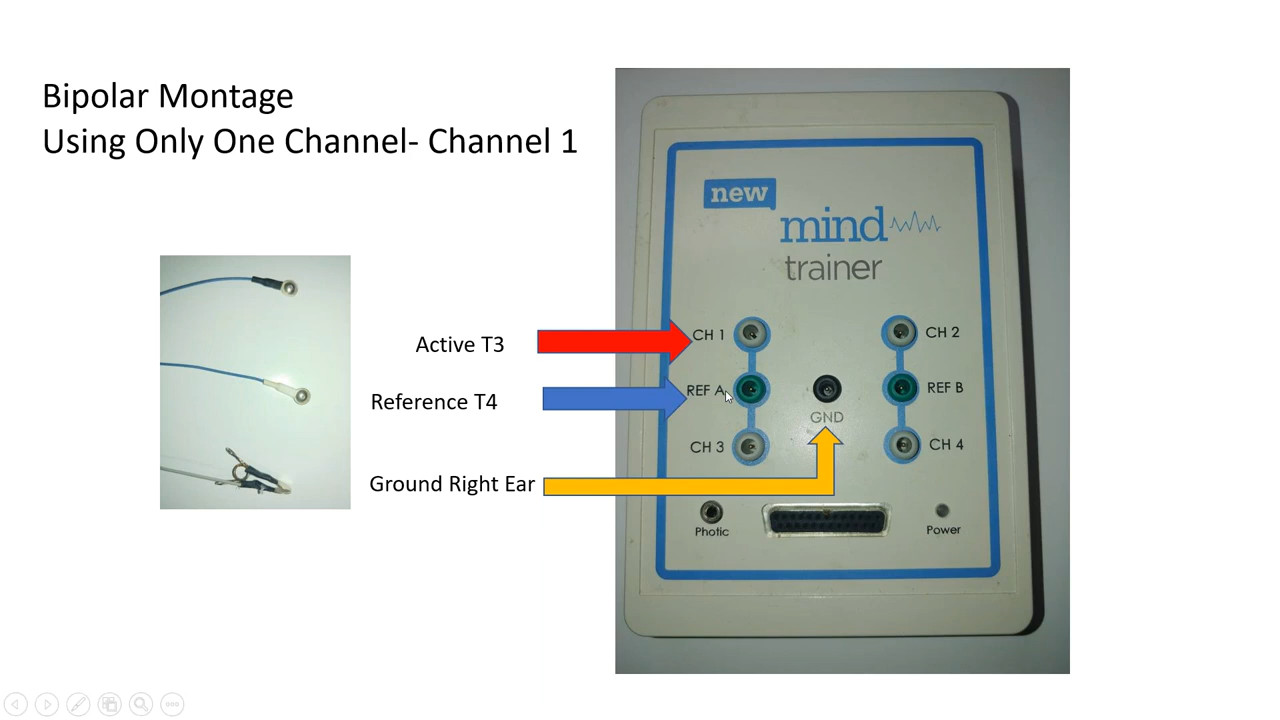 Bipolar Montage
Using Only One Channel- Channel 1
new
mind
trainer
Active T3
CH 1
CH 2
Reference T4
REF A
REF B
GND
CH 3
CH 4
Ground Right Ear
Photic
Power